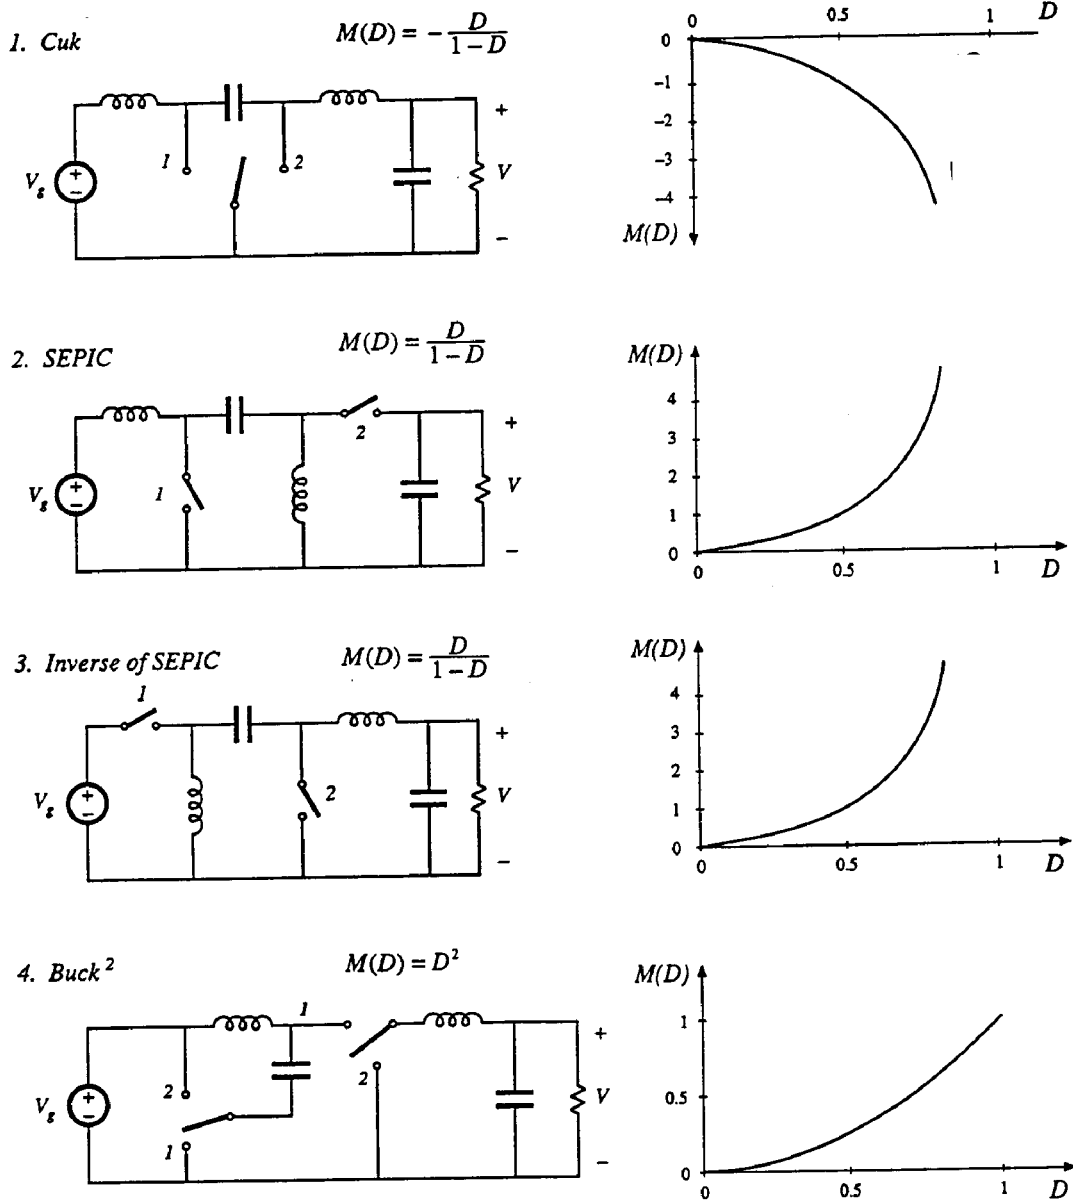 1. Cuk
M(D) = - D / (1 - D)
1
2
V_g
+
−
+
V
−
0 0.5 1 D
0
−1
−2
−3
−4
M(D)
2. SEPIC
M(D) = D / (1 - D)
2
1
V_g
+
−
+
V
−
M(D)
4
3
2
1
0
0 0.5 1 D
3. Inverse of SEPIC
M(D) = D / (1 - D)
1
2
V_g
+
−
+
V
−
M(D)
4
3
2
1
0
0 0.5 1 D
4. Buck²
M(D) = D²
1
2
2
1
V_g
+
−
+
V
−
M(D)
1
0.5
0
0 0.5 1 D